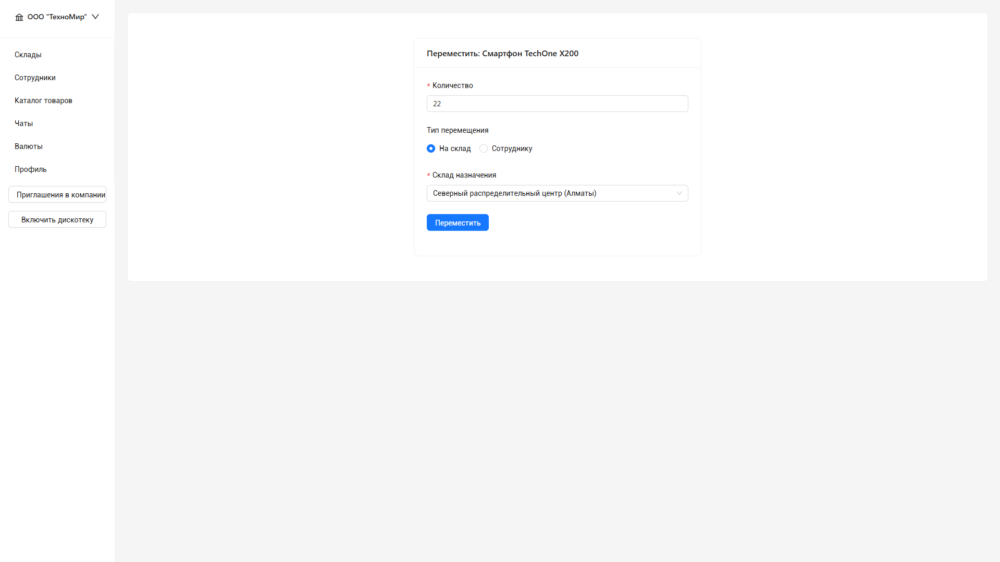 ООО "ТехноМир"
Склады
Сотрудники
Каталог товаров
Чаты
Валюты
Профиль
Приглашения в компании
Включить дискотеку
Переместить: Смартфон TechOne X200
* Количество
22
Тип перемещения
На склад Сотруднику
* Склад назначения
Северный распределительный центр (Алматы)
Переместить